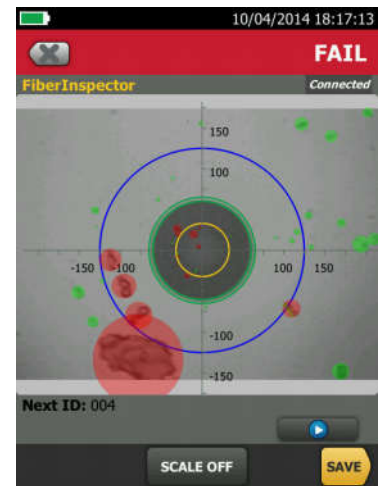 10/04/2014 18:17:13
FAIL
FiberInspector Connected
150
100
-150 -100 100 150
-100
-150
Next ID: 004
SCALE OFF SAVE